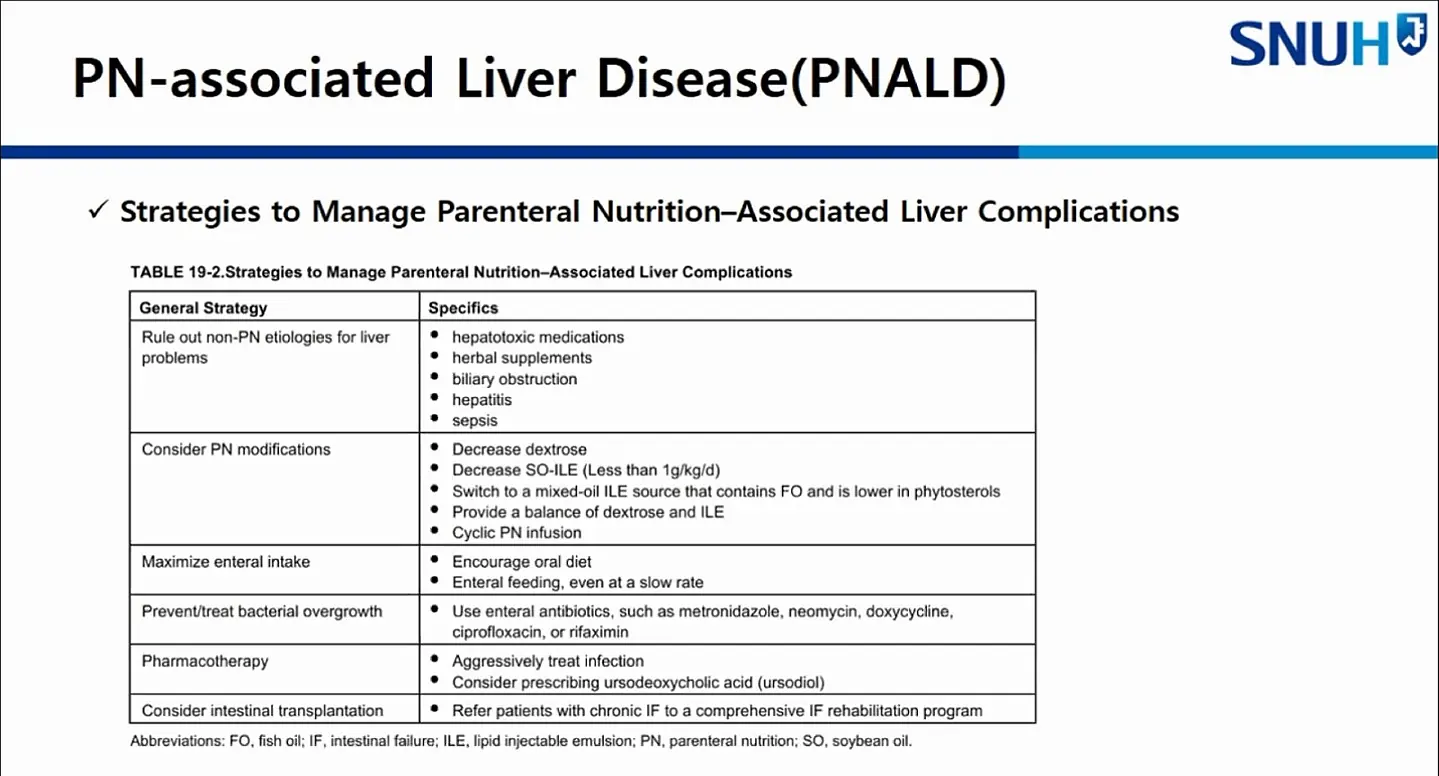 SNUH
PN-associated Liver Disease(PNALD)
✓ Strategies to Manage Parenteral Nutrition–Associated Liver Complications
TABLE 19-2.Strategies to Manage Parenteral Nutrition–Associated Liver Complications
General Strategy
Specifics
Rule out non-PN etiologies for liver
problems
• hepatotoxic medications
• herbal supplements
• biliary obstruction
• hepatitis
• sepsis
Consider PN modifications
• Decrease dextrose
• Decrease SO-ILE (Less than 1g/kg/d)
• Switch to a mixed-oil ILE source that contains FO and is lower in phytosterols
• Provide a balance of dextrose and ILE
• Cyclic PN infusion
Maximize enteral intake
• Encourage oral diet
• Enteral feeding, even at a slow rate
Prevent/treat bacterial overgrowth
• Use enteral antibiotics, such as metronidazole, neomycin, doxycycline,
ciprofloxacin, or rifaximin
Pharmacotherapy
• Aggressively treat infection
• Consider prescribing ursodeoxycholic acid (ursodiol)
Consider intestinal transplantation
• Refer patients with chronic IF to a comprehensive IF rehabilitation program
Abbreviations: FO, fish oil; IF, intestinal failure; ILE, lipid injectable emulsion; PN, parenteral nutrition; SO, soybean oil.